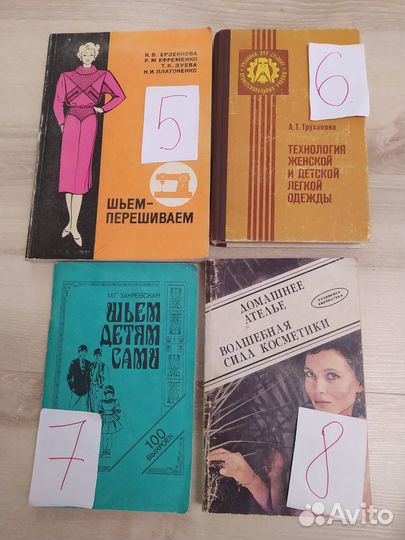 Н. В. ЕРЗЕНКОВА
Р. М. ЕФРЕМЕНКО
Т. К. ЗУЕВА
Н. И. ПЛАТОНЕНКО
5
ШЬЕМ-
ПЕРЕШИВАЕМ
6.
А.Т. Труханова
ТЕХНОЛОГИЯ
ЖЕНСКОЙ
И ДЕТСКОЙ
ЛЕГКОЙ
ОДЕЖДЫ
М.Г. ЗАКРЕВСКАЯ
ШЬЕМ
ДЕТЯМ
САМИ
100
ВЫКРОЕК
7
ДОМАШНЕЕ
АТЕЛЬЕ
ВОЛШЕБНАЯ
СИЛА КОСМЕТИКИ
8
Avito